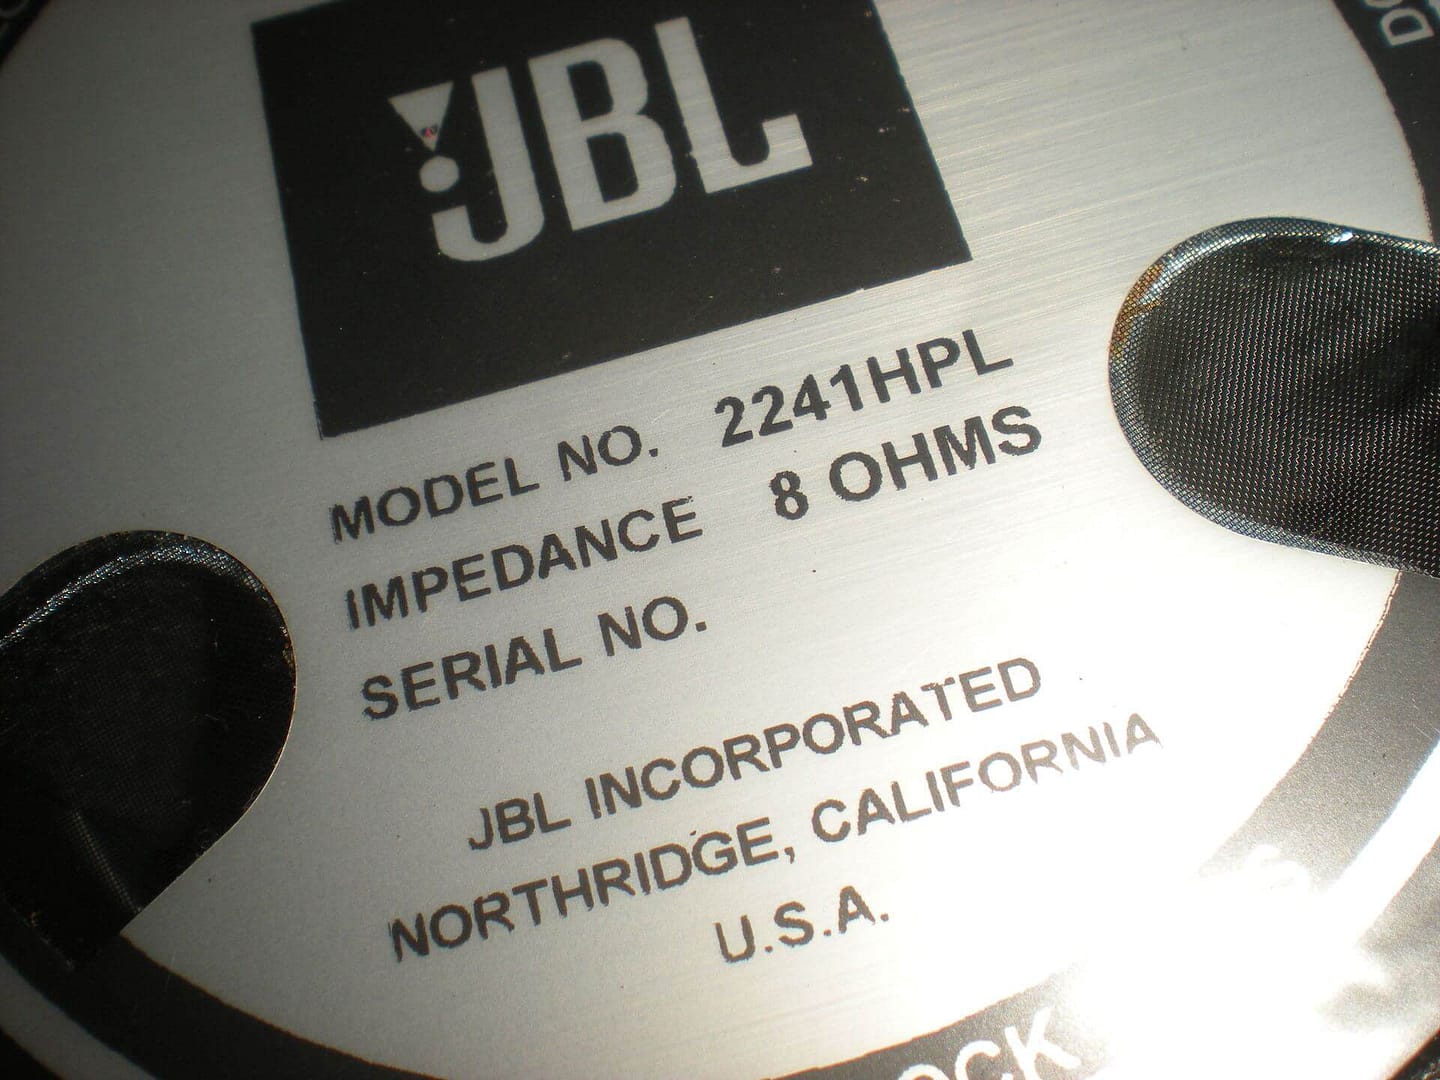 JBL
MODEL NO. 2241HPL
IMPEDANCE 8 OHMS
SERIAL NO.
JBL INCORPORATED
NORTHRIDGE, CALIFORNIA
U.S.A.